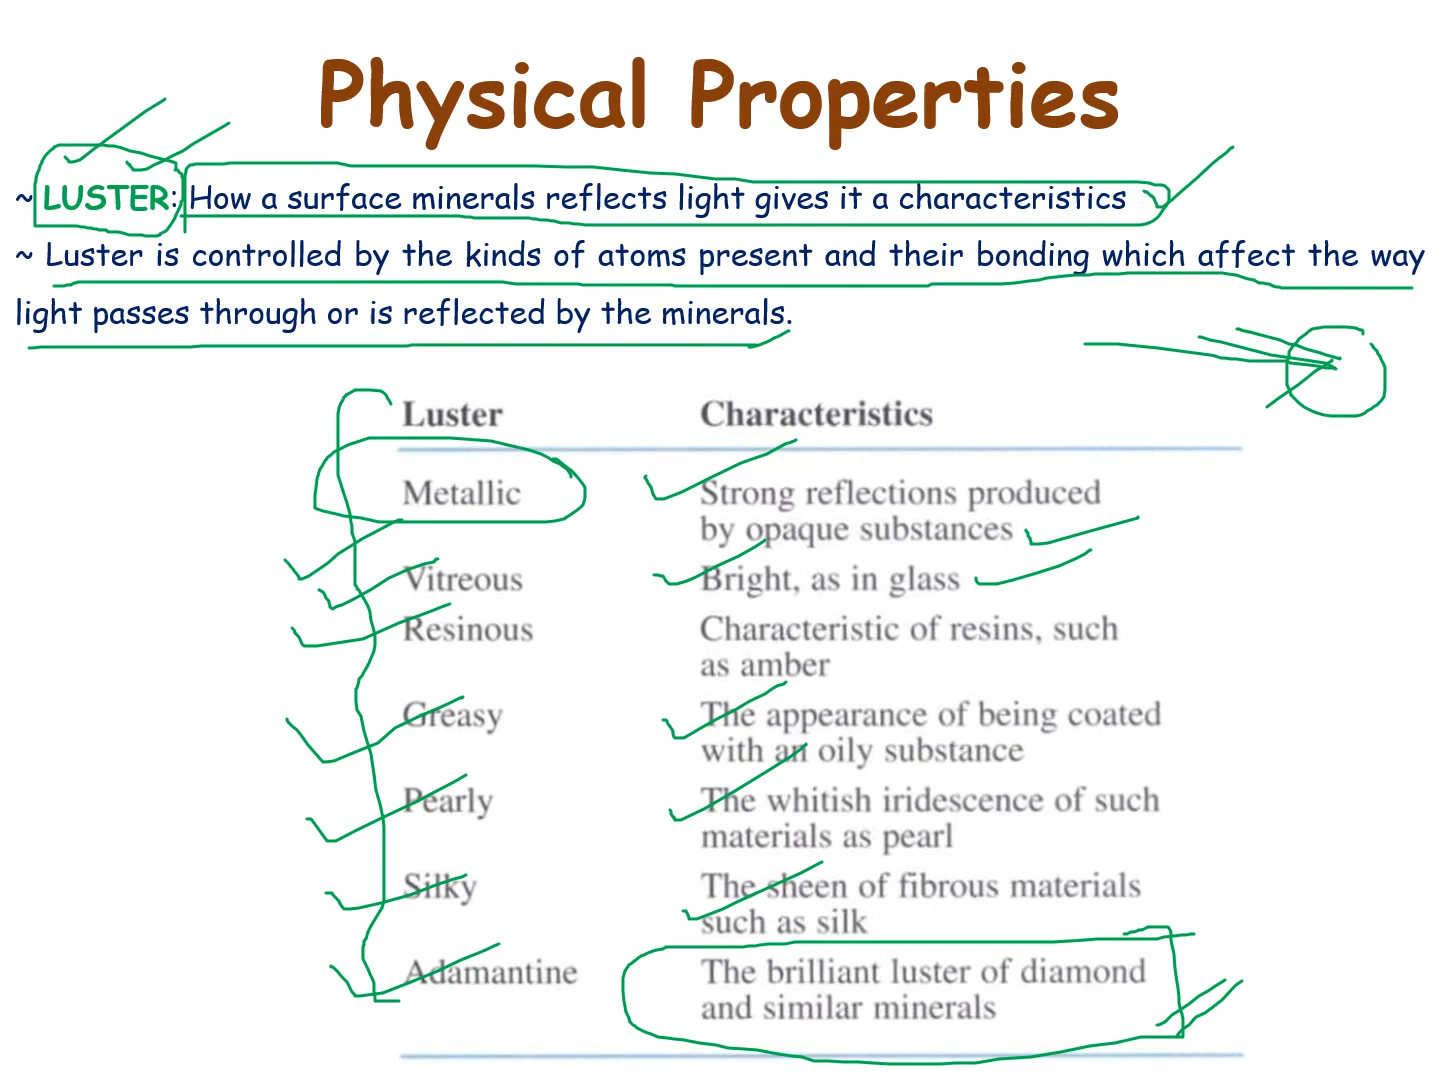 Physical Properties
~ LUSTER: How a surface minerals reflects light gives it a characteristics
~ Luster is controlled by the kinds of atoms present and their bonding which affect the way
light passes through or is reflected by the minerals.
Luster Characteristics
Metallic Strong reflections produced
by opaque substances
Vitreous Bright, as in glass
Resinous Characteristic of resins, such
as amber
Greasy The appearance of being coated
with an oily substance
Pearly The whitish iridescence of such
materials as pearl
Silky The sheen of fibrous materials
such as silk
Adamantine The brilliant luster of diamond
and similar minerals